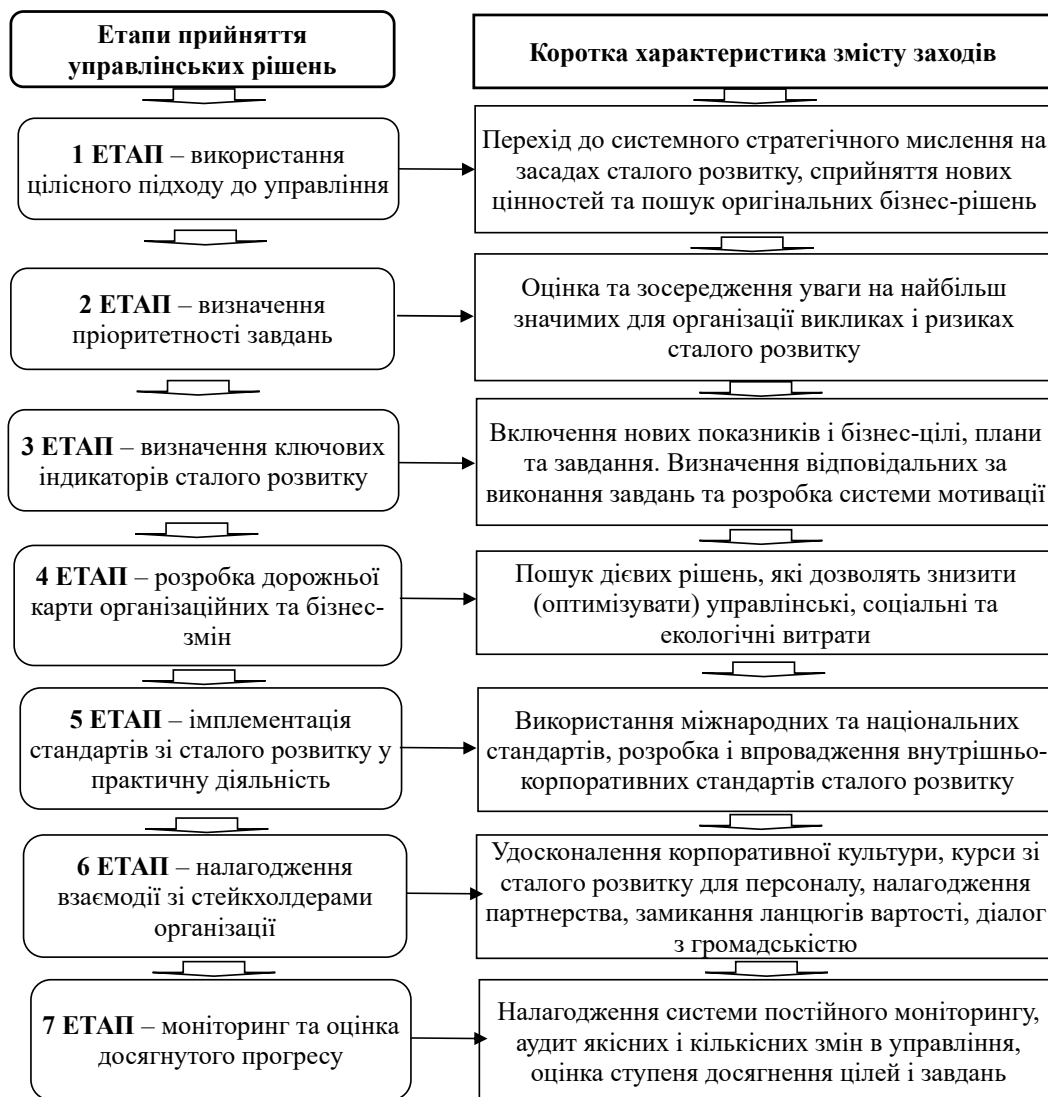 Етапи прийняття
управлінських рішень
Коротка характеристика змісту заходів
1 ЕТАП – використання
цілісного підходу до управління
Перехід до системного стратегічного мислення на
засадах сталого розвитку, сприйняття нових
цінностей та пошук оригінальних бізнес-рішень
2 ЕТАП – визначення
пріоритетності завдань
Оцінка та зосередження уваги на найбільш
значимих для організації викликах і ризиках
сталого розвитку
3 ЕТАП – визначення ключових
індикаторів сталого розвитку
Включення нових показників і бізнес-цілі, плани
та завдання. Визначення відповідальних за
виконання завдань та розробка системи мотивації
4 ЕТАП – розробка дорожньої
карти організаційних та бізнес-
змін
Пошук дієвих рішень, які дозволять знизити
(оптимізувати) управлінські, соціальні та
екологічні витрати
5 ЕТАП – імплементація
стандартів зі сталого розвитку у
практичну діяльність
Використання міжнародних та національних
стандартів, розробка і впровадження внутрішньо-
корпоративних стандартів сталого розвитку
6 ЕТАП – налагодження
взаємодії зі стейкхолдерами
організації
Удосконалення корпоративної культури, курси зі
сталого розвитку для персоналу, налагодження
партнерства, замикання ланцюгів вартості, діалог
з громадськістю
7 ЕТАП – моніторинг та оцінка
досягнутого прогресу
Налагодження системи постійного моніторингу,
аудит якісних і кількісних змін в управління,
оцінка ступеня досягнення цілей і завдань